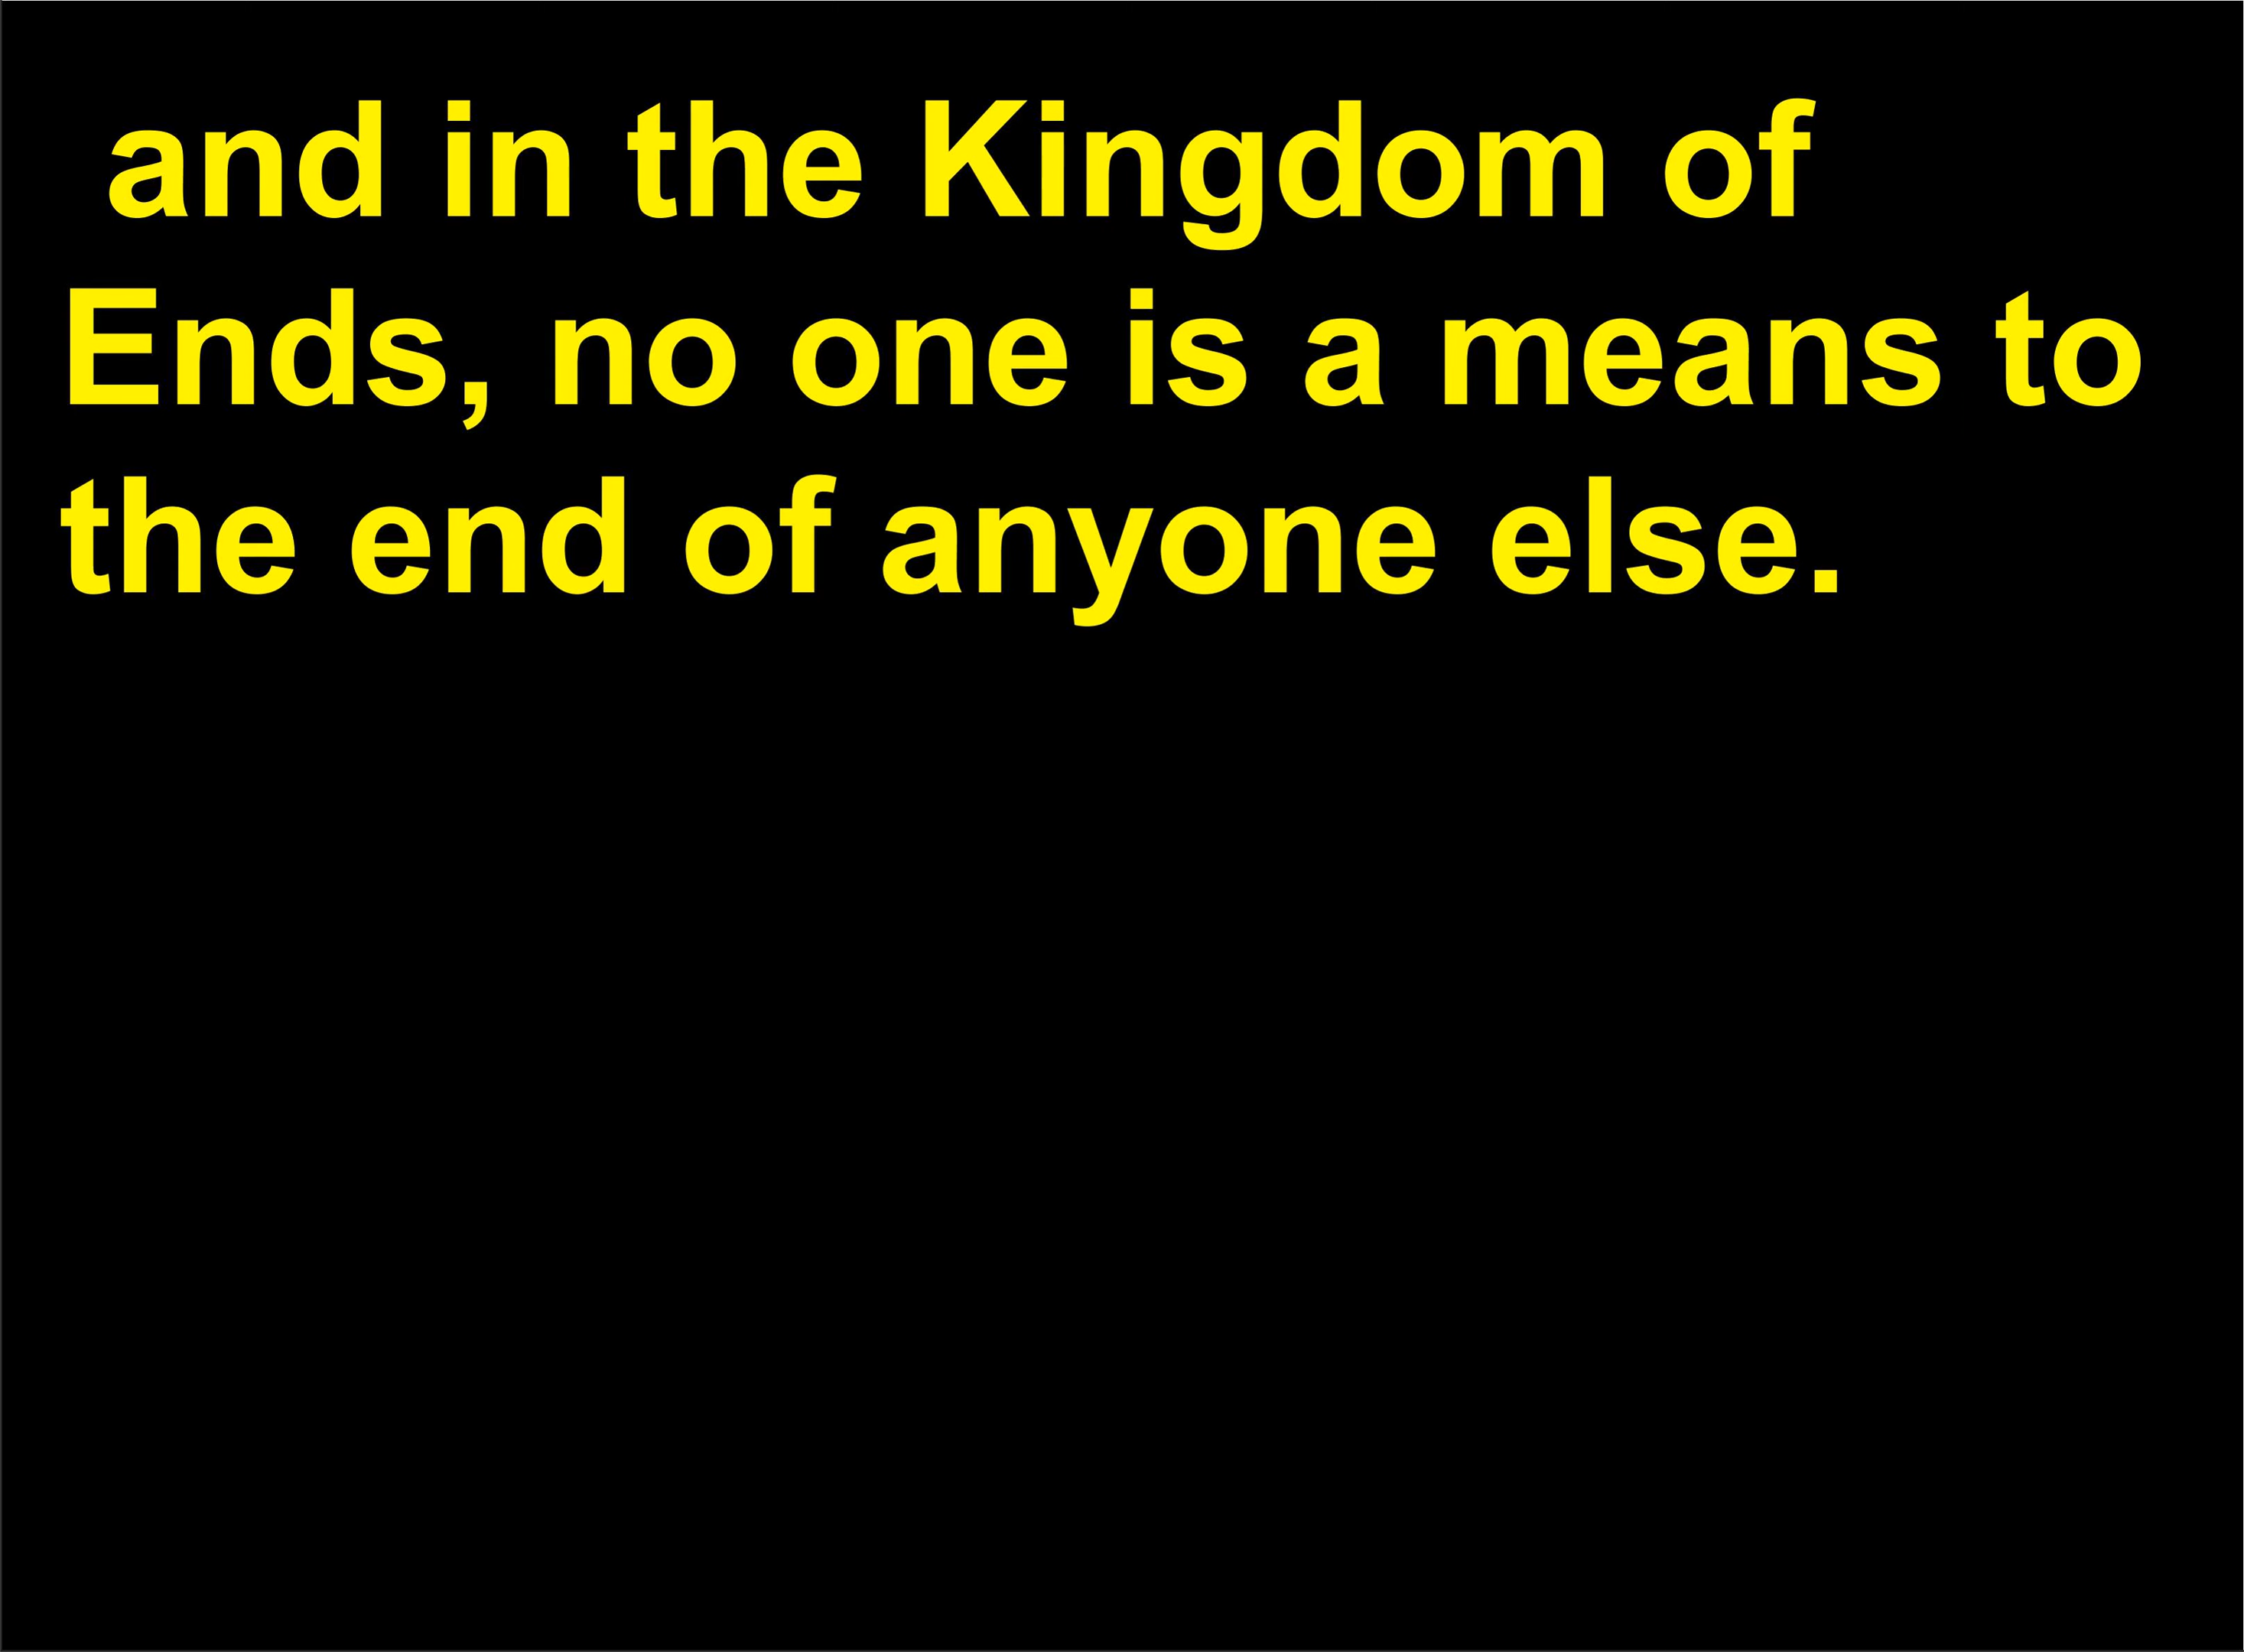 and in the Kingdom of
Ends, no one is a means to
the end of anyone else.